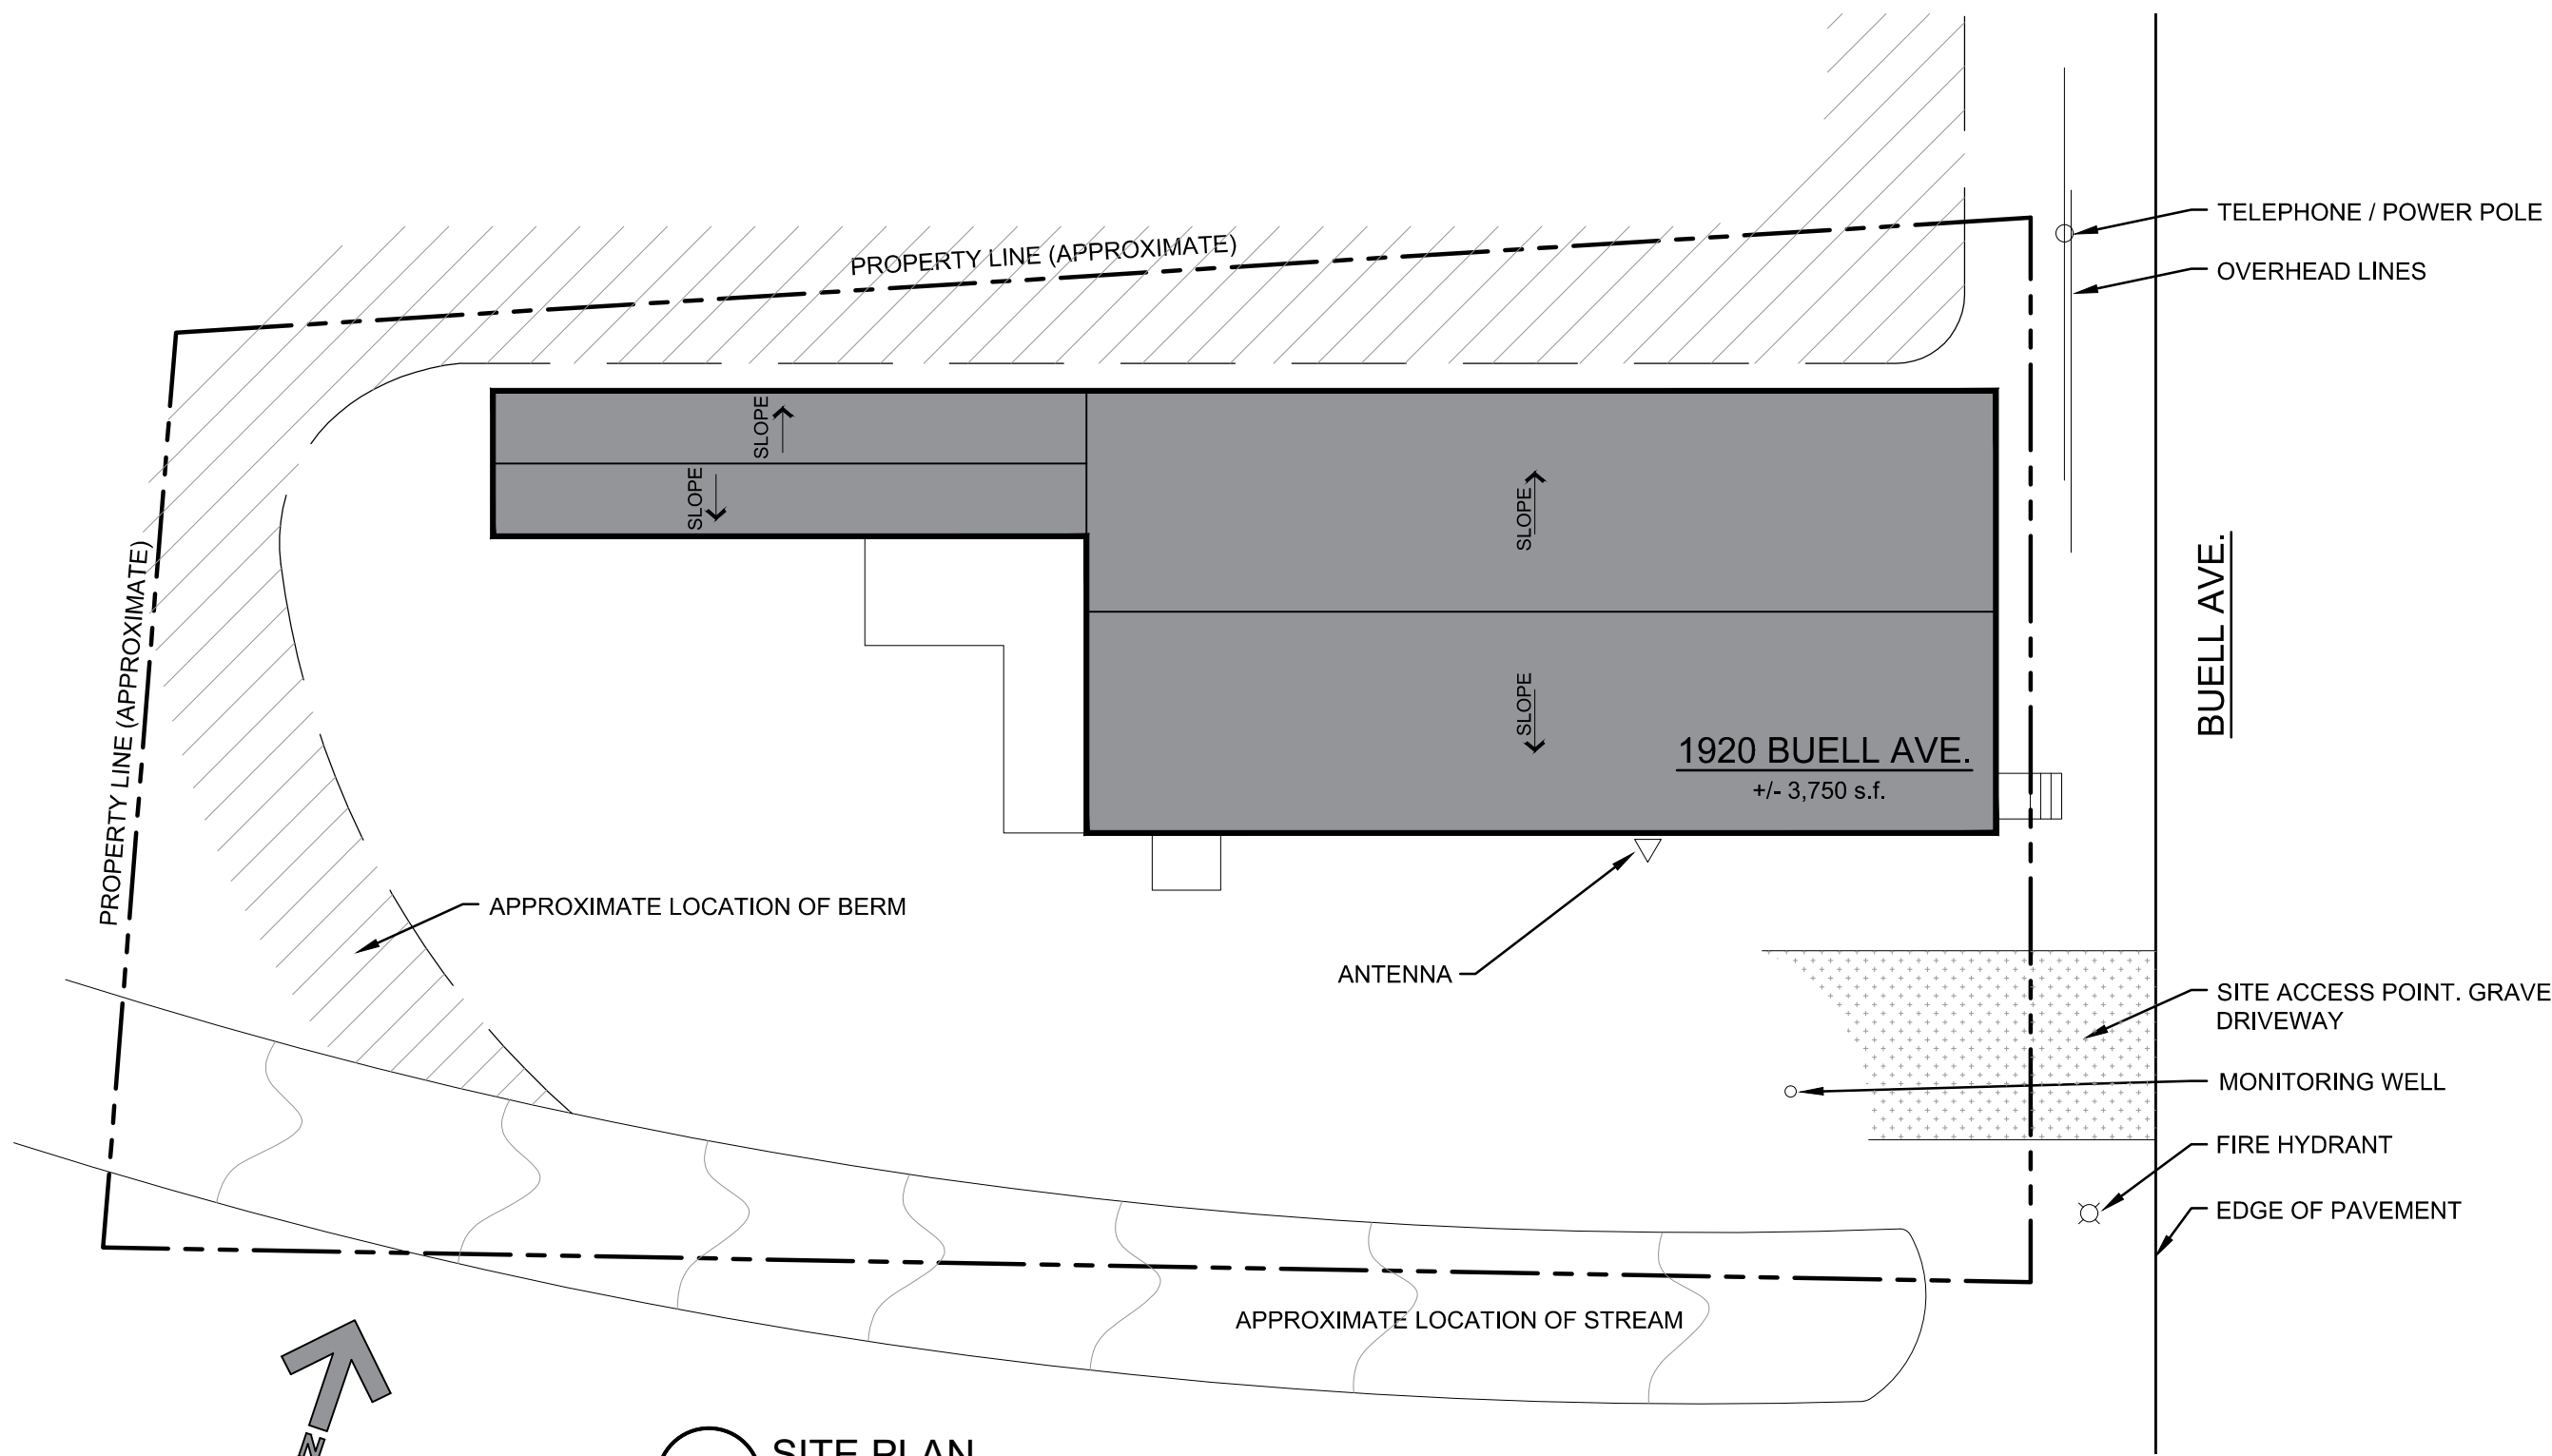 TELEPHONE / POWER POLE
PROPERTY LINE (APPROXIMATE)
OVERHEAD LINES
SLOPE
SLOPE
SLOPE
SLOPE
BUELL AVE.
PROPERTY LINE (APPROXIMATE)
1920 BUELL AVE.
+/- 3,750 s.f.
APPROXIMATE LOCATION OF BERM
ANTENNA
SITE ACCESS POINT. GRAVE
DRIVEWAY
MONITORING WELL
FIRE HYDRANT
EDGE OF PAVEMENT
APPROXIMATE LOCATION OF STREAM
N
SITE PLAN